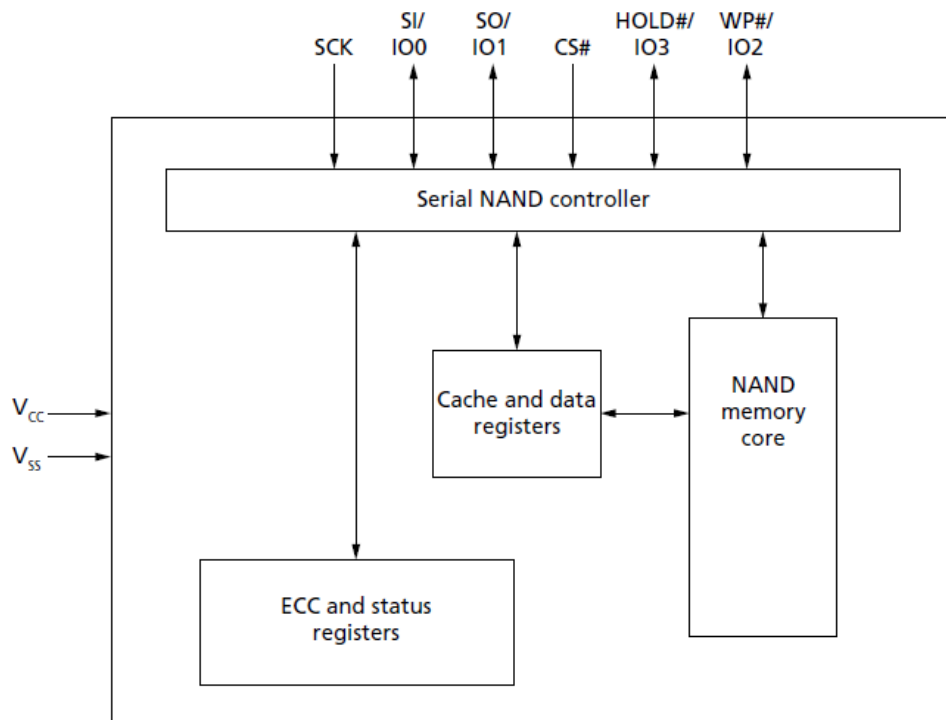 SI/ SO/ HOLD#/ WP#/
SCK IO0 IO1 CS# IO3 IO2
Serial NAND controller
Cache and data
registers
NAND
memory
core
VCC
VSS
ECC and status
registers